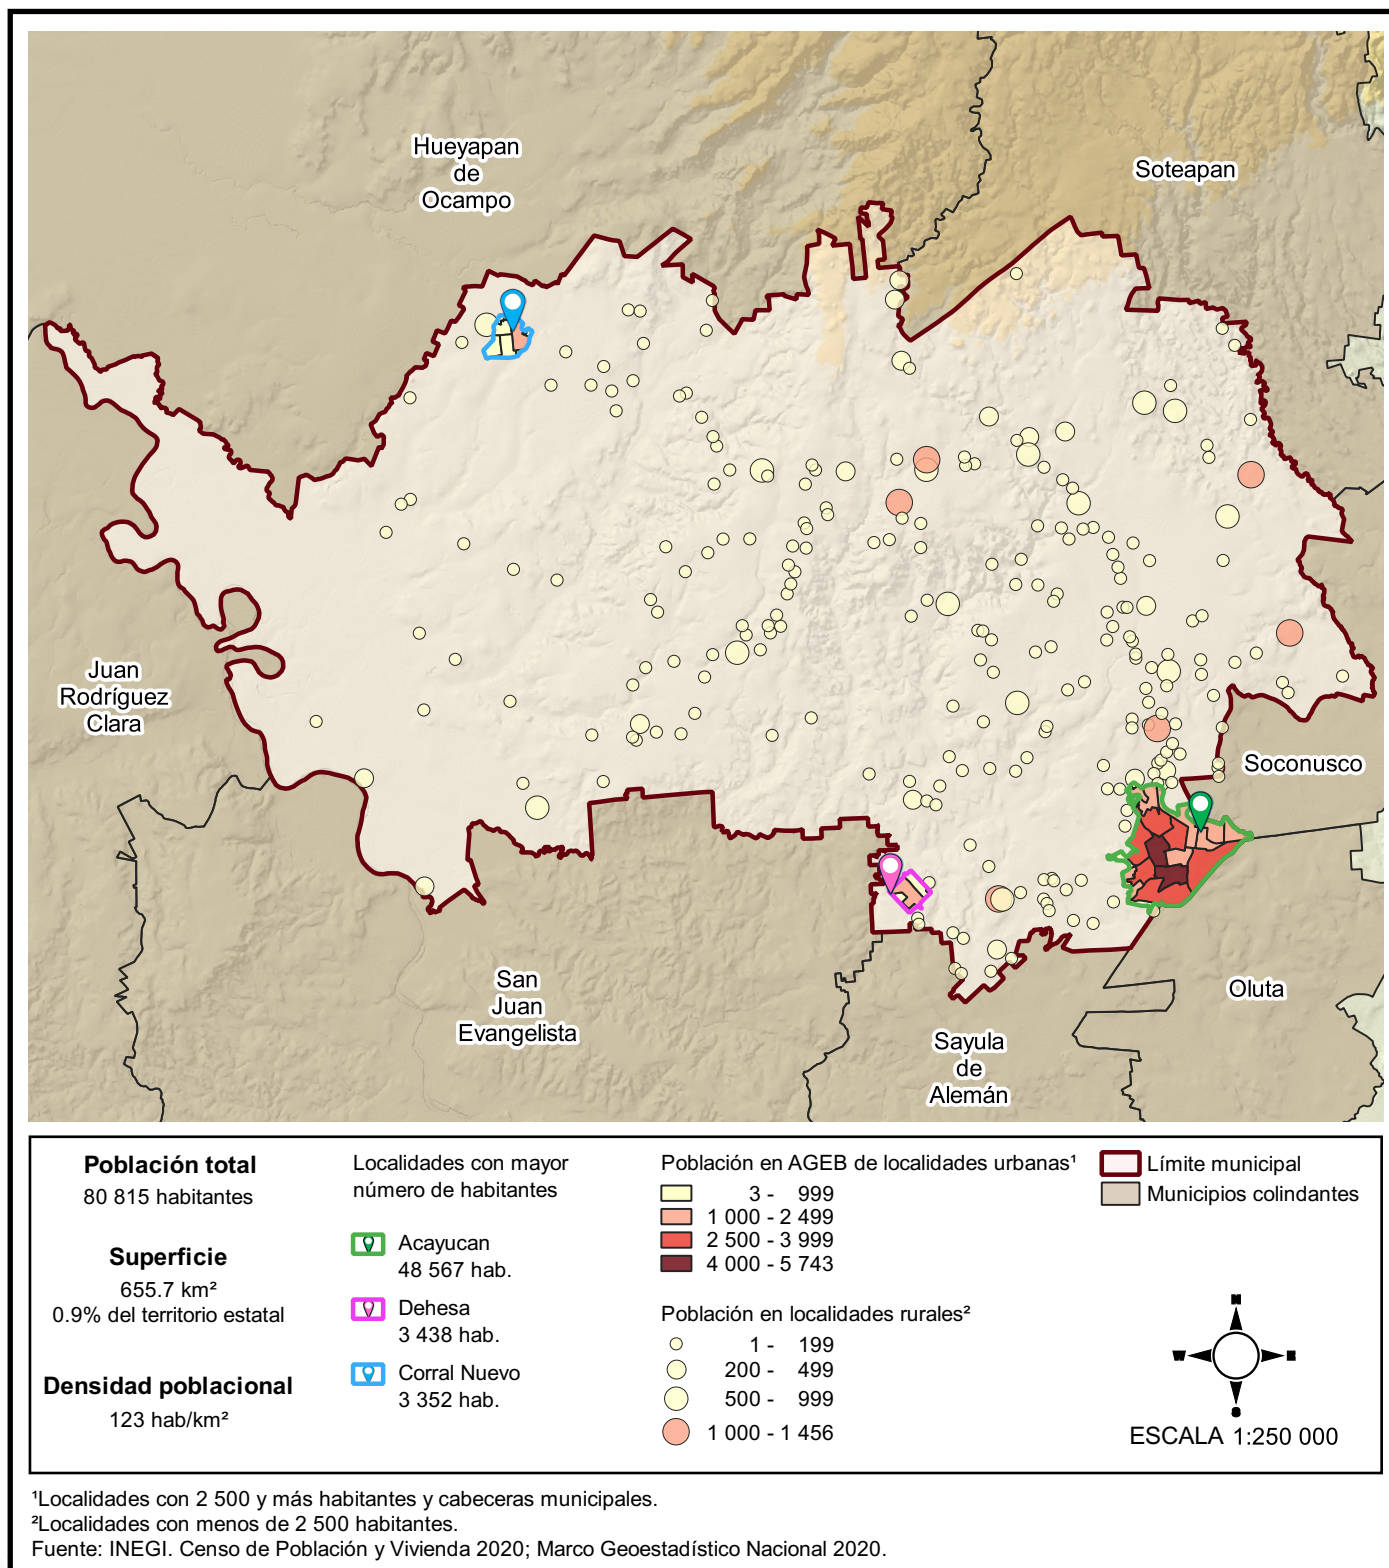 Hueyapan
de
Ocampo
Soteapan
Juan
Rodríguez
Clara
Soconusco
San
Juan
Evangelista
Oluta
Sayula
de
Alemán
Población total
80 815 habitantes
Superficie
655.7 km²
0.9% del territorio estatal
Densidad poblacional
123 hab/km²
Localidades con mayor
número de habitantes
Acayucan
48 567 hab.
Dehesa
3 438 hab.
Corral Nuevo
3 352 hab.
Población en AGEB de localidades urbanas¹
3 - 999
1 000 - 2 499
2 500 - 3 999
4 000 - 5 743
Población en localidades rurales²
1 - 199
200 - 499
500 - 999
1 000 - 1 456
Límite municipal
Municipios colindantes
N
W E
S
ESCALA 1:250 000
¹Localidades con 2 500 y más habitantes y cabeceras municipales.
²Localidades con menos de 2 500 habitantes.
Fuente: INEGI. Censo de Población y Vivienda 2020; Marco Geoestadístico Nacional 2020.